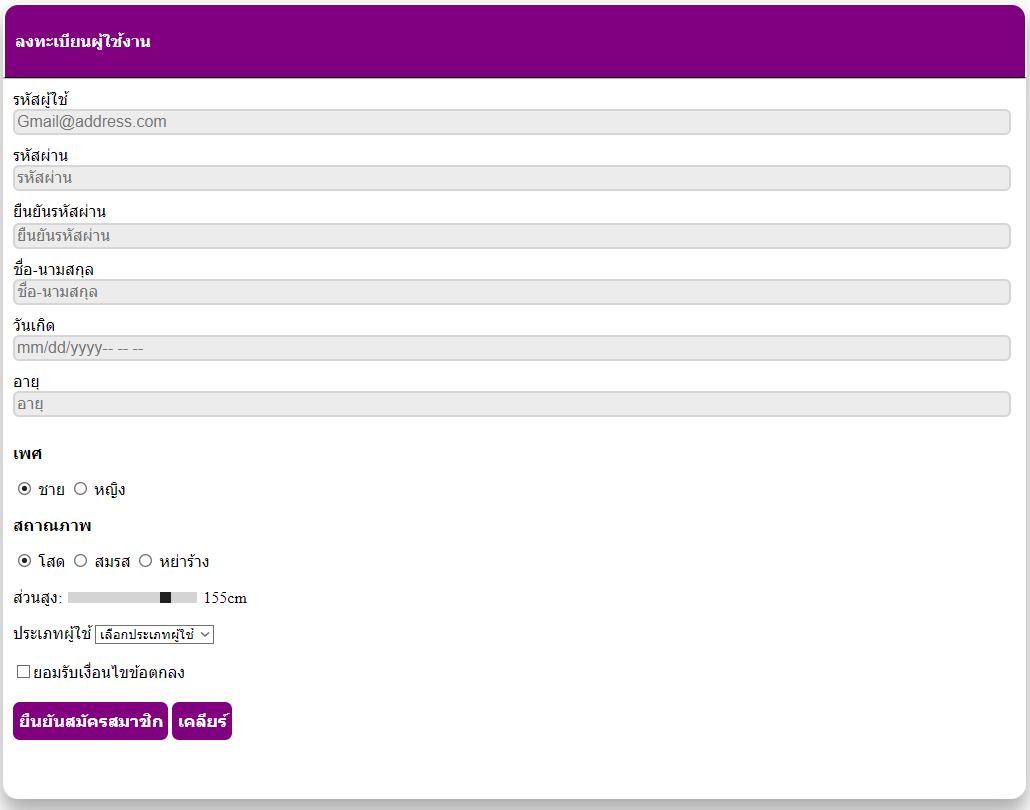 ลงทะเบียนผู้ใช้งาน
รหัสผู้ใช้
Gmail@address.com
รหัสผ่าน
รหัสผ่าน
ยืนยันรหัสผ่าน
ยืนยันรหัสผ่าน
ชื่อ-นามสกุล
ชื่อ-นามสกุล
วันเกิด
mm/dd/yyyy-- -- --
อายุ
อายุ
เพศ
ชาย หญิง
สถาณภาพ
โสด สมรส หย่าร้าง
ส่วนสูง: 155cm
ประเภทผู้ใช้ เลือกประเภทผู้ใช้
ยอมรับเงื่อนไขข้อตกลง
ยืนยันสมัครสมาชิก เคลียร์